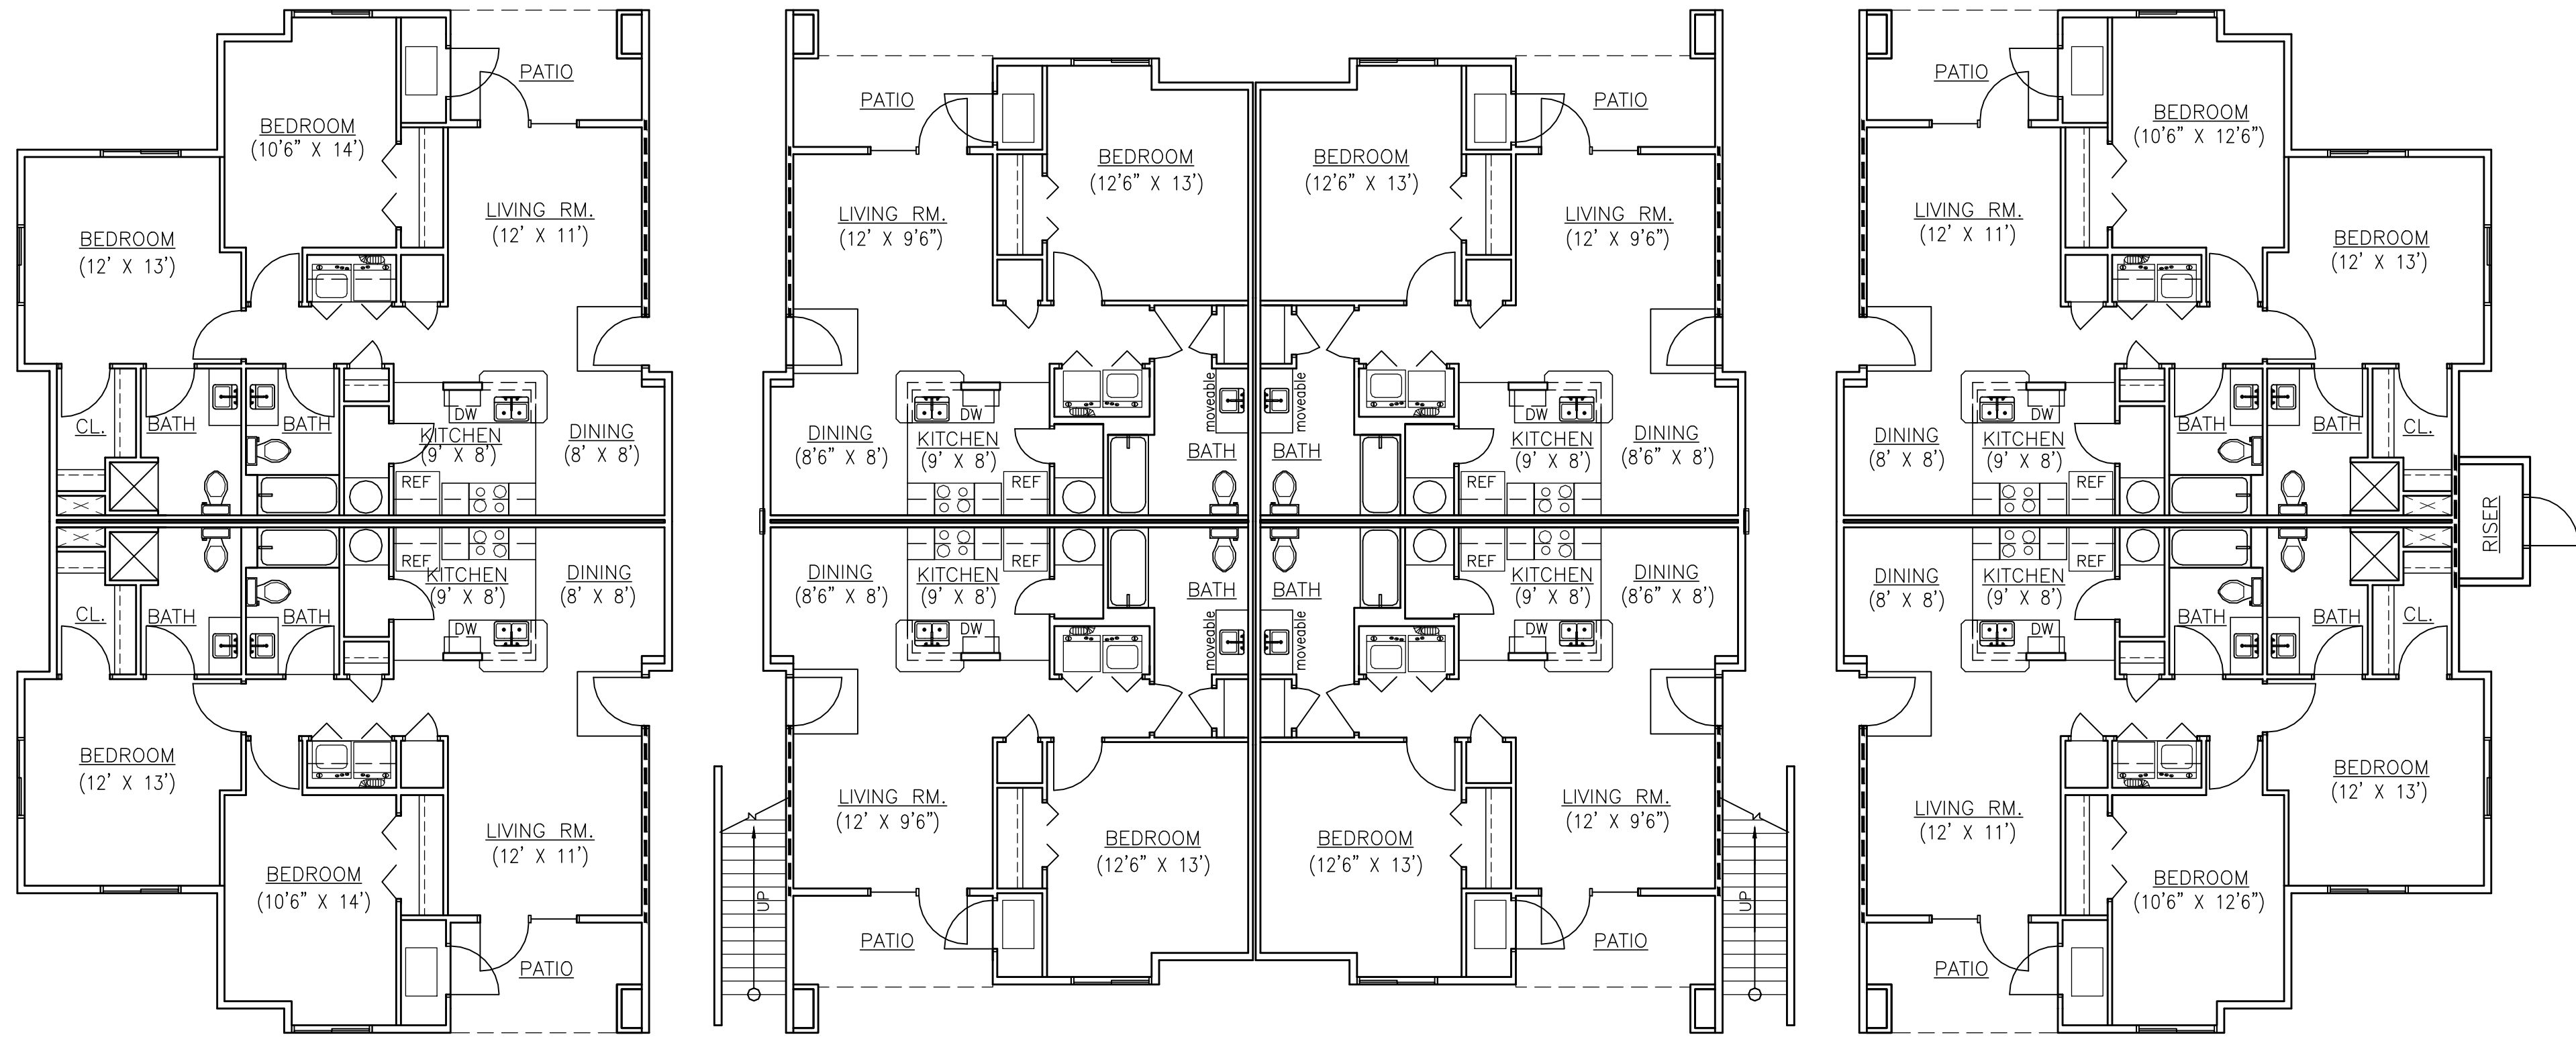 PATIO
BEDROOM
(10'6" X 14')
LIVING RM.
(12' X 11')
BEDROOM
(12' X 13')
CL.
BATH
BATH
DW
KITCHEN
(9' X 8')
DINING
(8' X 8')
REF
REF
KITCHEN
(9' X 8')
DINING
(8' X 8')
CL.
BATH
BATH
DW
BEDROOM
(12' X 13')
LIVING RM.
(12' X 11')
BEDROOM
(10'6" X 14')
PATIO
PATIO
BEDROOM
(12'6" X 13')
LIVING RM.
(12' X 9'6")
DINING
(8'6" X 8')
DW
KITCHEN
(9' X 8')
REF
moveable
BATH
PATIO
BEDROOM
(12'6" X 13')
LIVING RM.
(12' X 9'6")
moveable
BATH
DW
KITCHEN
(9' X 8')
REF
DINING
(8'6" X 8')
DINING
(8'6" X 8')
KITCHEN
(9' X 8')
REF
DW
BATH
moveable
LIVING RM.
(12' X 9'6")
BEDROOM
(12'6" X 13')
PATIO
UP
BATH
moveable
REF
KITCHEN
(9' X 8')
DW
DINING
(8'6" X 8')
BEDROOM
(12'6" X 13')
LIVING RM.
(12' X 9'6")
PATIO
UP
PATIO
BEDROOM
(10'6" X 12'6")
LIVING RM.
(12' X 11')
BEDROOM
(12' X 13')
DINING
(8' X 8')
DW
KITCHEN
(9' X 8')
REF
BATH
BATH
CL.
RISER
DINING
(8' X 8')
KITCHEN
(9' X 8')
REF
DW
BATH
BATH
CL.
BEDROOM
(12' X 13')
LIVING RM.
(12' X 11')
BEDROOM
(10'6" X 12'6")
PATIO